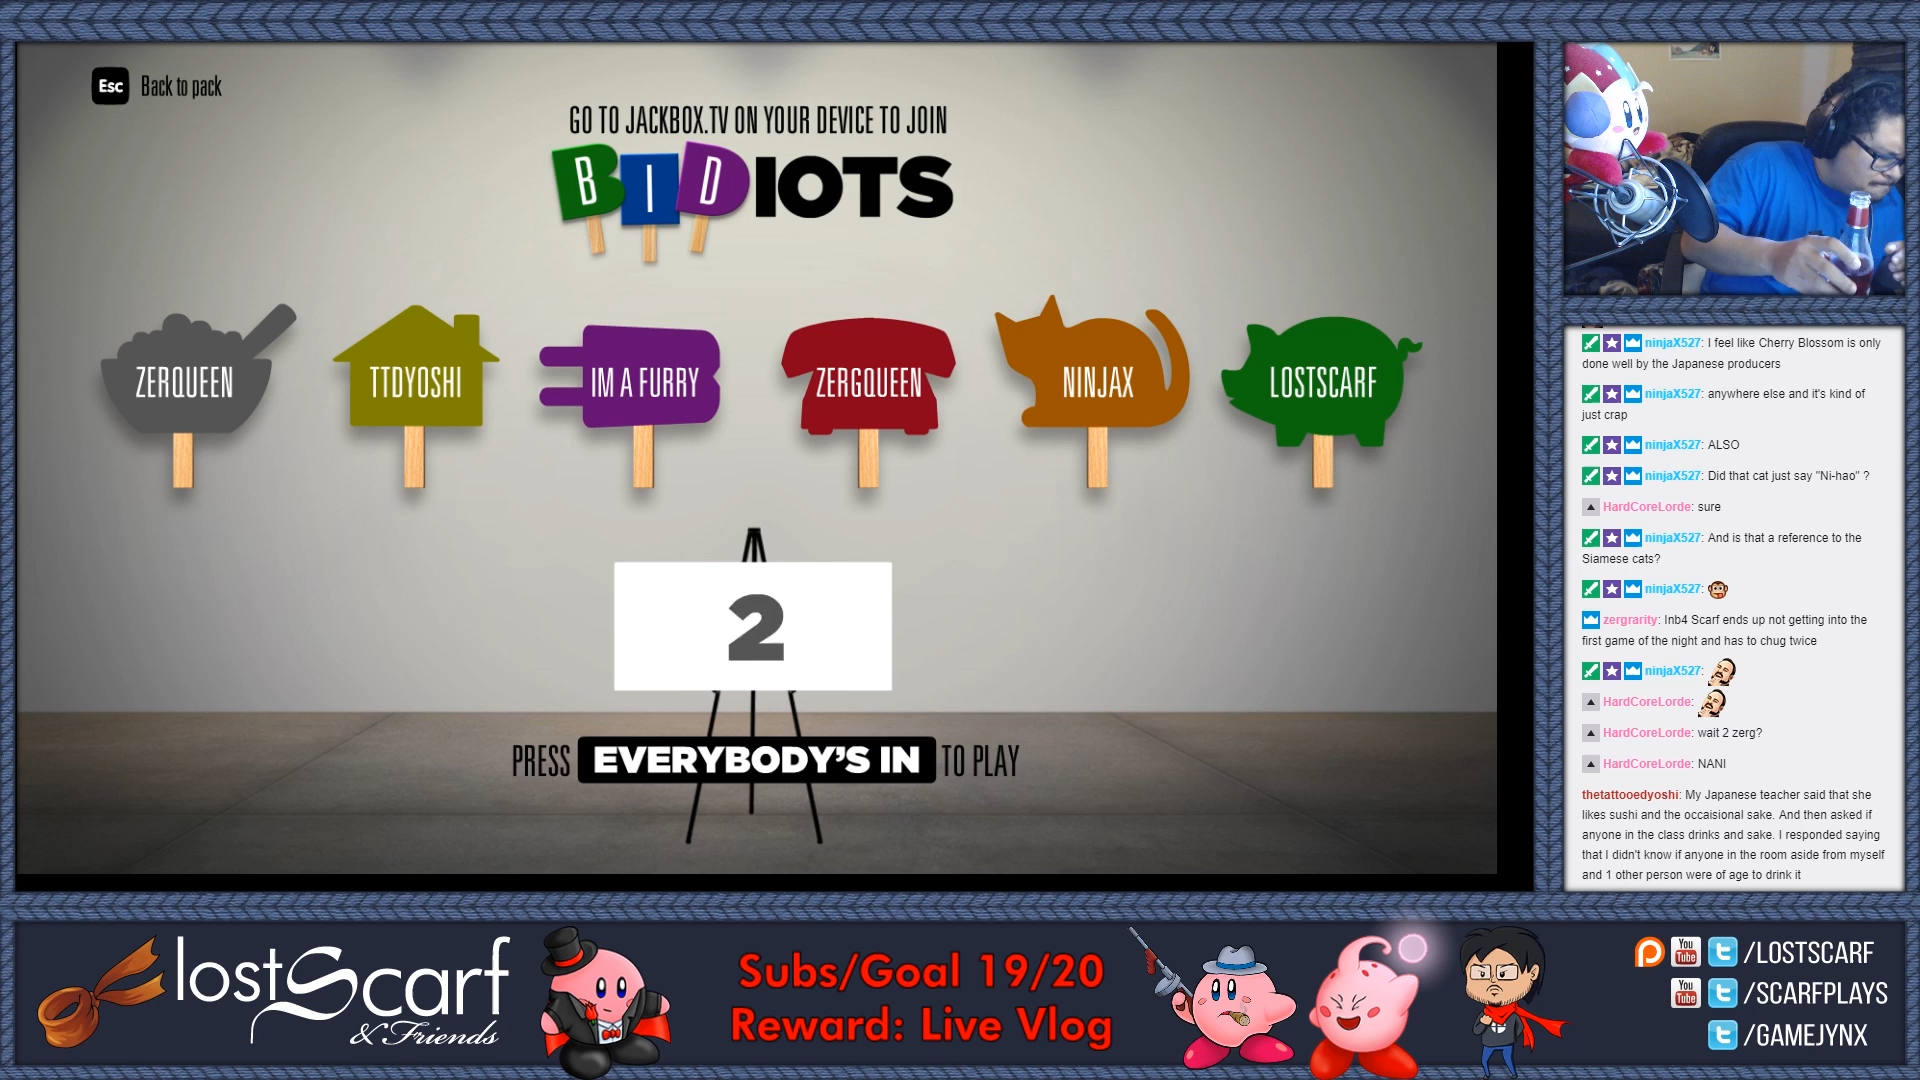 Esc Back to pack
GO TO JACKBOX.TV ON YOUR DEVICE TO JOIN
BIDIOTS
ZERQUEEN
TTDYOSHI
IM A FURRY
ZERGQUEEN
NINJAX
LOSTSCARF
2
PRESS EVERYBODY'S IN TO PLAY
ninjaX527: I feel like Cherry Blossom is only
done well by the Japanese producers
ninjaX527: anywhere else and it's kind of
just crap
ninjaX527: ALSO
ninjaX527: Did that cat just say "Ni-hao" ?
HardCoreLorde: sure
ninjaX527: And is that a reference to the
Siamese cats?
ninjaX527:
zergrarity: Inb4 Scarf ends up not getting into the
first game of the night and has to chug twice
ninjaX527:
HardCoreLorde:
HardCoreLorde: wait 2 zerg?
HardCoreLorde: NANI
thetattooedyoshi: My Japanese teacher said that she
likes sushi and the occaisional sake. And then asked if
anyone in the class drinks and sake. I responded saying
that I didn't know if anyone in the room aside from myself
and 1 other person were of age to drink it
lostScarf
& Friends
Subs/Goal 19/20
Reward: Live Vlog
You Tube /LOSTSCARF
You Tube /SCARFPLAYS
/GAMEJYNX